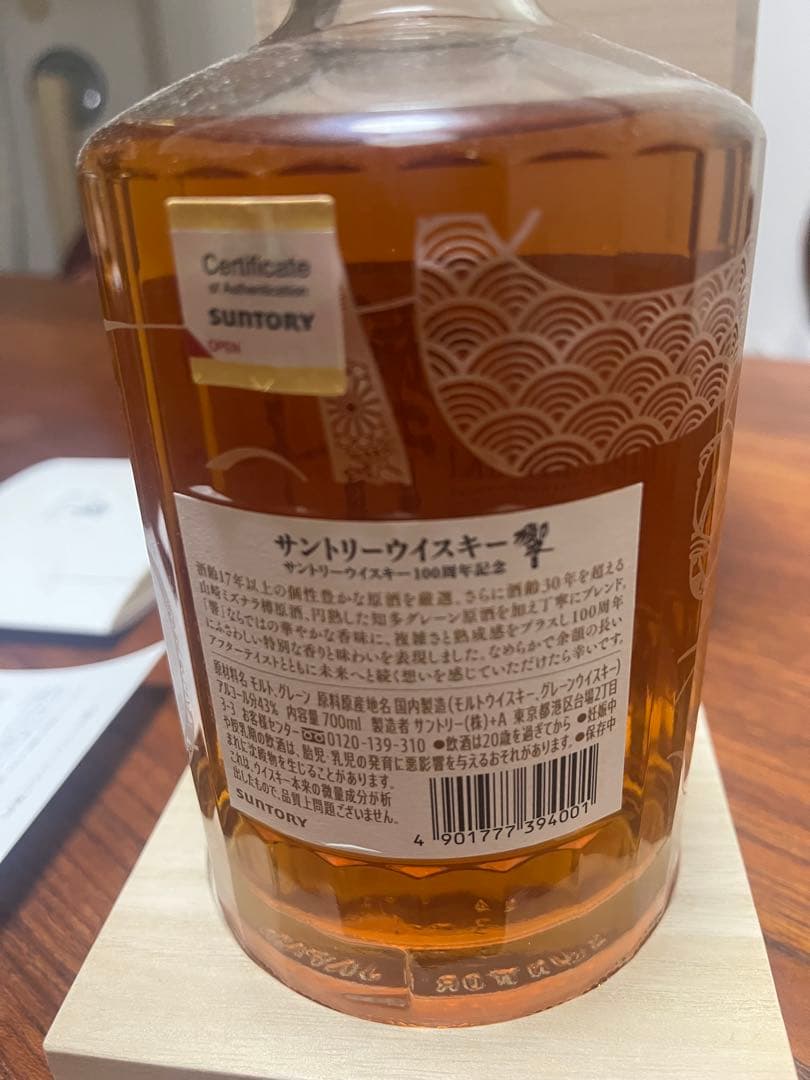 Certificate
of Authentication
SUNTORY
OPEN
サントリーウイスキー 響
サントリーウイスキー100周年記念
酒齢17年以上の個性豊かな原酒を厳選、さらに酒齢30年を超える
山崎ミズナラ樽原酒、円熟した知多グレーン原酒を加え丁寧にブレンド。
「響」ならではの華やかな香味に、複雑さと熟成感をプラスし100周年
にふさわしい特別な香りと味わいを表現しました。なめらかで余韻の長い
アフターテイストとともに未来へと続く想いを感じていただけたら幸いです。
原材料名 モルト、グレーン 原料原産地名 国内製造(モルトウイスキー、グレーンウイスキー)
アルコール分43% 内容量700ml 製造者 サントリー(株)+A 東京都港区台場2丁目
3-3 お客様センター 0120-139-310 ●飲酒は20歳を過ぎてから ●妊娠中
や授乳期の飲酒は、胎児・乳児の発育に悪影響を与えるおそれがあります。●保存中
まれに沈殿物を生じることがあります。
これは、ウイスキー本来の微量成分が析
出したもので、品質上問題ございません。
SUNTORY
4 901777 394001